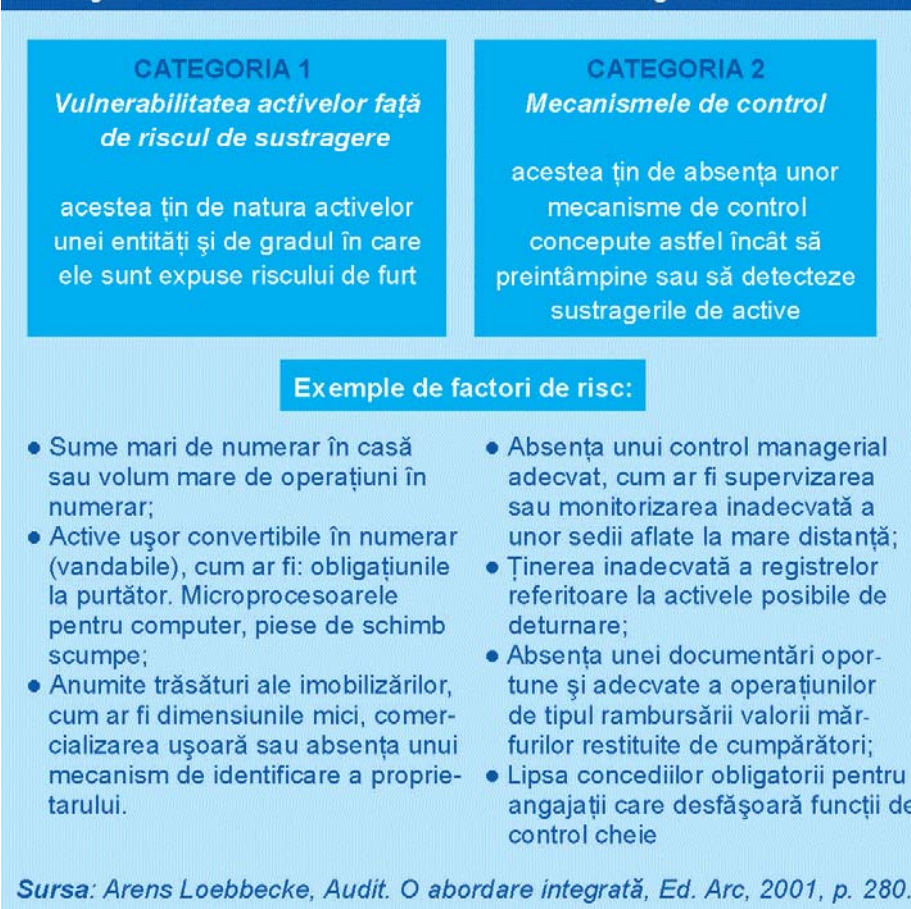 CATEGORIA 1
Vulnerabilitatea activelor față
de riscul de sustragere
acestea țin de natura activelor
unei entități şi de gradul în care
ele sunt expuse riscului de furt
CATEGORIA 2
Mecanismele de control
acestea țin de absența unor
mecanisme de control
concepute astfel încât să
preintâmpine sau să detecteze
sustragerile de active
Exemple de factori de risc:
● Sume mari de numerar în casă
sau volum mare de operațiuni în
numerar;
● Active uşor convertibile în numerar
(vandabile), cum ar fi: obligațiunile
la purtător. Microprocesoarele
pentru computer, piese de schimb
scumpe;
● Anumite trăsături ale imobilizărilor,
cum ar fi dimensiunile mici, comer-
cializarea uşoară sau absența unui
mecanism de identificare a proprie-
tarului.
● Absența unui control managerial
adecvat, cum ar fi supervizarea
sau monitorizarea inadecvată a
unor sedii aflate la mare distanță;
● Ținerea inadecvată a registrelor
referitoare la activele posibile de
deturnare;
● Absența unei documentări opor-
tune şi adecvate a operațiunilor
de tipul rambursării valorii măr-
furilor restituite de cumpărători;
● Lipsa concediilor obligatorii pentru
angajații care desfăşoară funcții de
control cheie
Sursa: Arens Loebbecke, Audit. O abordare integrată, Ed. Arc, 2001, p. 280.